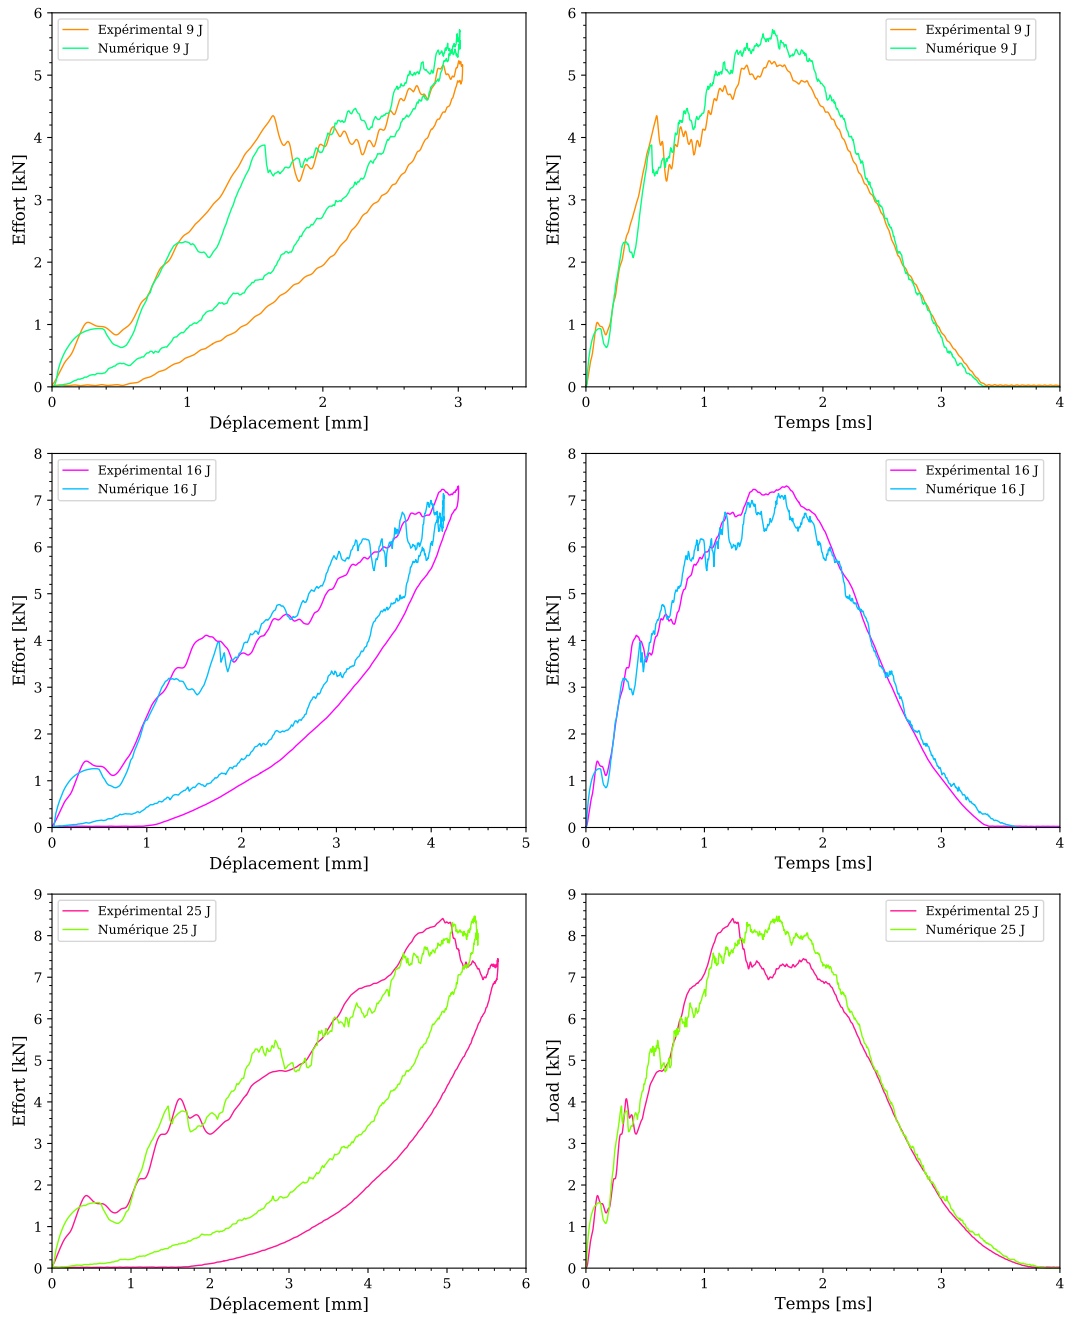 6
5
4
3
2
1
0
Effort [kN]
Expérimental 9 J
Numérique 9 J
0 1 2 3
Déplacement [mm]
6
5
4
3
2
1
0
Effort [kN]
Expérimental 9 J
Numérique 9 J
0 1 2 3 4
Temps [ms]
8
7
6
5
4
3
2
1
0
Effort [kN]
Expérimental 16 J
Numérique 16 J
0 1 2 3 4 5
Déplacement [mm]
8
7
6
5
4
3
2
1
0
Effort [kN]
Expérimental 16 J
Numérique 16 J
0 1 2 3 4
Temps [ms]
9
8
7
6
5
4
3
2
1
0
Effort [kN]
Expérimental 25 J
Numérique 25 J
0 1 2 3 4 5 6
Déplacement [mm]
9
8
7
6
5
4
3
2
1
0
Load [kN]
Expérimental 25 J
Numérique 25 J
0 1 2 3 4
Temps [ms]